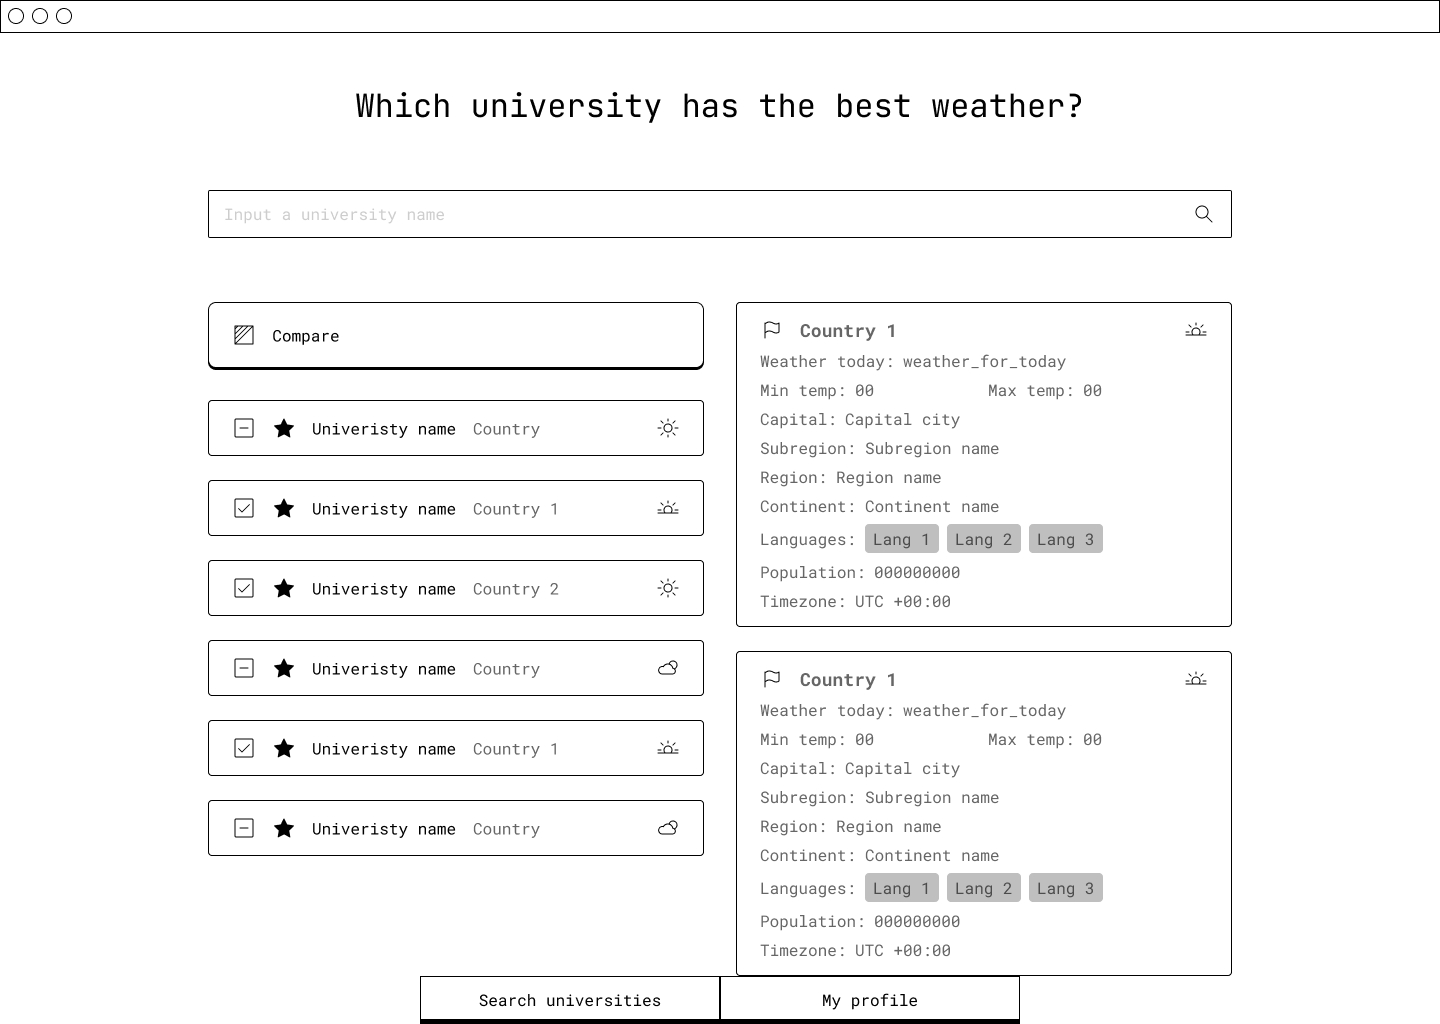 Which university has the best weather?
Input a university name
Compare
Univeristy name Country
Univeristy name Country 1
Univeristy name Country 2
Univeristy name Country
Univeristy name Country 1
Univeristy name Country
Country 1
Weather today: weather_for_today
Min temp: 00 Max temp: 00
Capital: Capital city
Subregion: Subregion name
Region: Region name
Continent: Continent name
Languages: Lang 1 Lang 2 Lang 3
Population: 000000000
Timezone: UTC +00:00
Country 1
Weather today: weather_for_today
Min temp: 00 Max temp: 00
Capital: Capital city
Subregion: Subregion name
Region: Region name
Continent: Continent name
Languages: Lang 1 Lang 2 Lang 3
Population: 000000000
Timezone: UTC +00:00
Search universities My profile